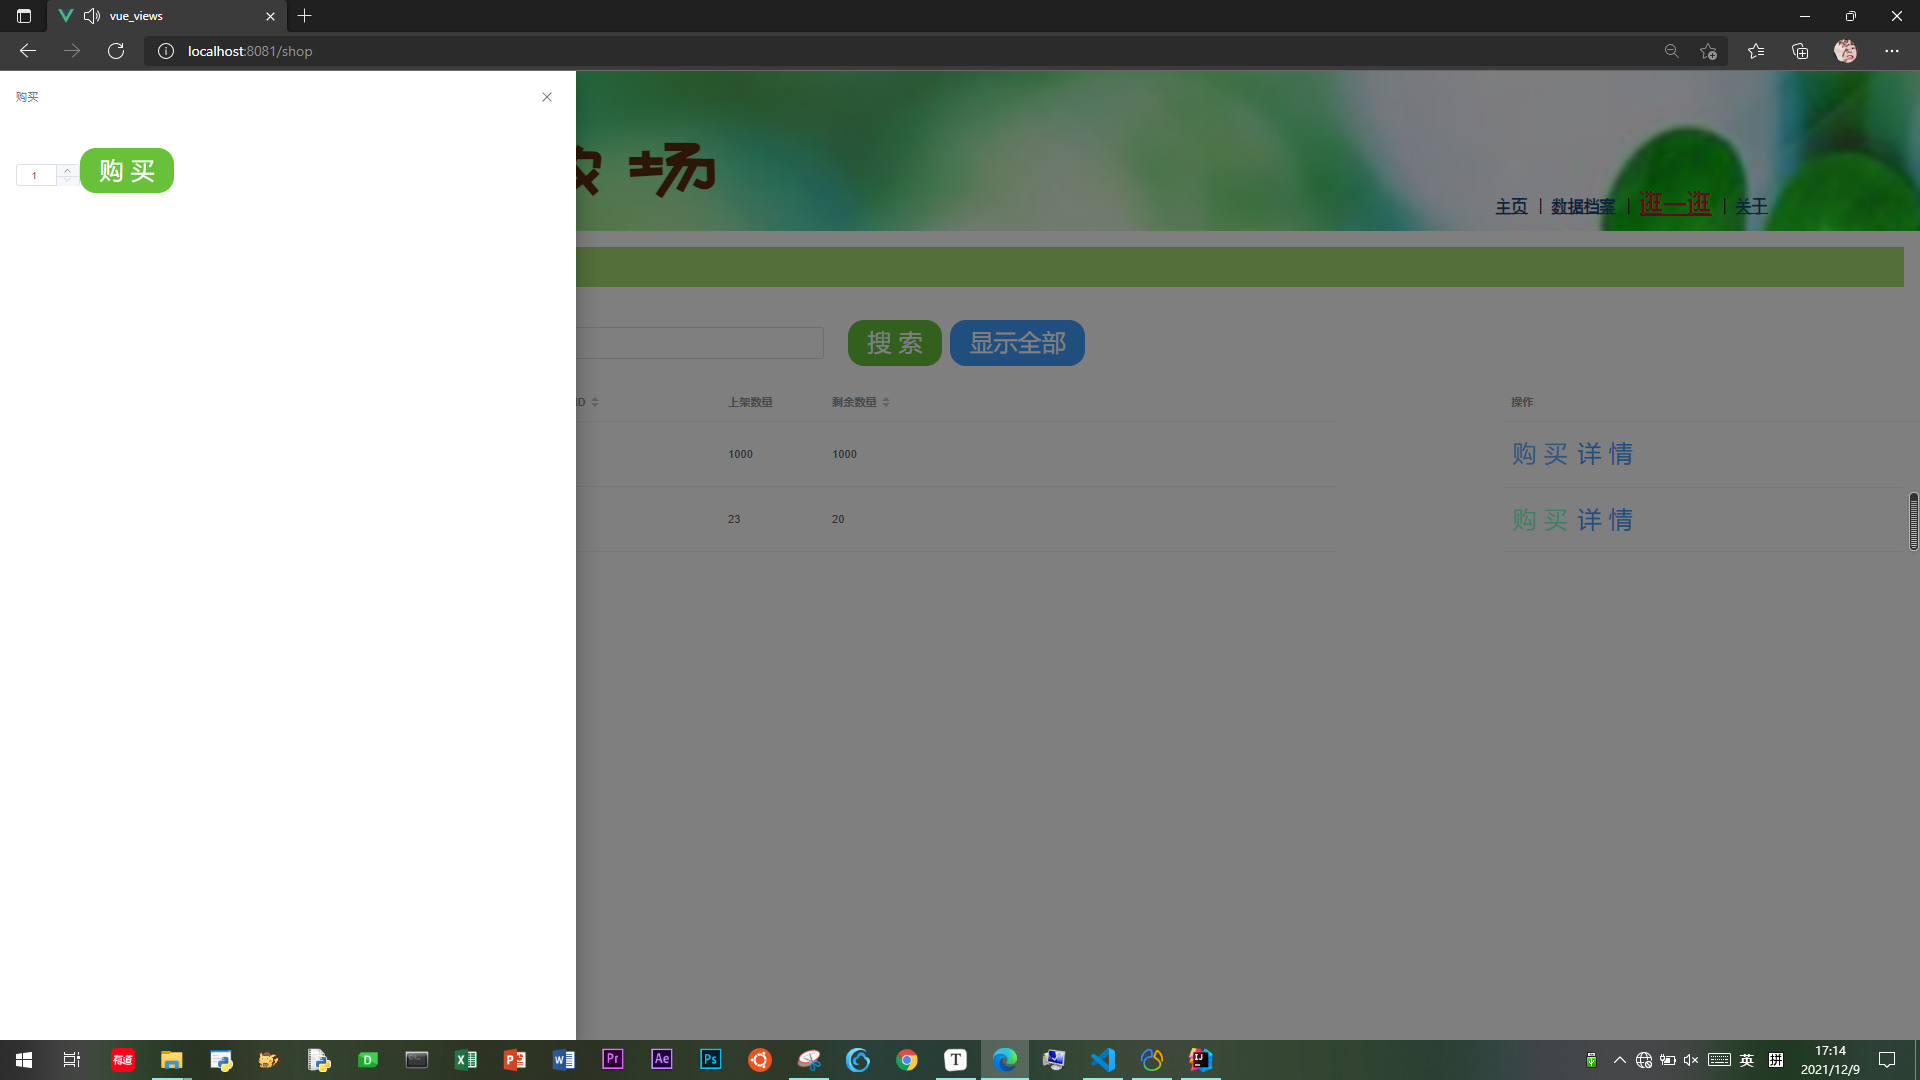 vue_views
localhost:8081/shop
购买
1
购 买
场
主页 | 数据档案 | 逛一逛 | 关于
搜 索
显示全部
ID
上架数量
剩余数量
操作
1000
1000
购 买
详 情
23
20
购 买
详 情
有道
D
X
P
W
Pr
Ae
Ps
T
IJ
英
拼
17:14
2021/12/9